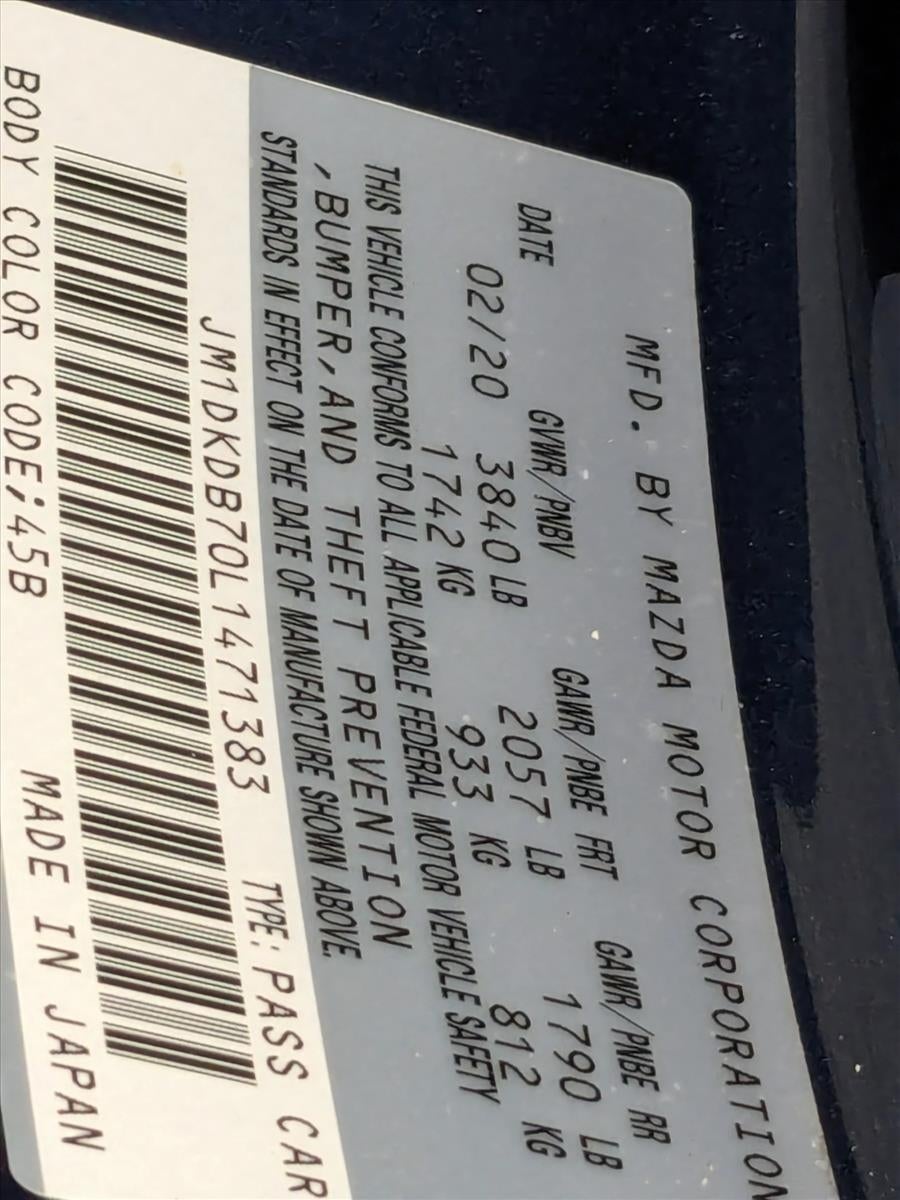 MFD. BY MAZDA MOTOR CORPORATION
DATE GVWR/PNBV GAWR/PNBE FRT GAWR/PNBE RR
02/20 3840 LB 2057 LB 1790 LB
1742 KG 933 KG 812 KG
THIS VEHICLE CONFORMS TO ALL APPLICABLE FEDERAL MOTOR VEHICLE SAFETY
,BUMPER,AND THEFT PREVENTION
STANDARDS IN EFFECT ON THE DATE OF MANUFACTURE SHOWN ABOVE.
JM1DKDB70L1471383 TYPE: PASS CAR
BODY COLOR CODE;45B MADE IN JAPAN